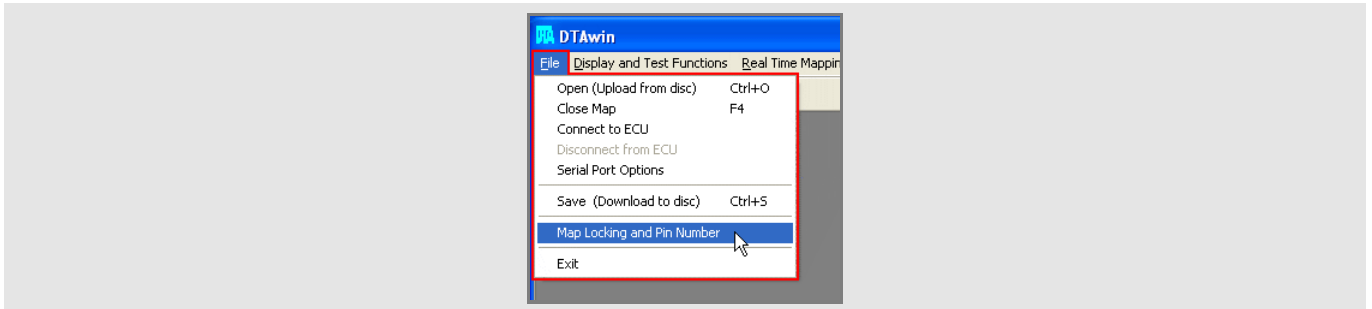 DTAwin
File Display and Test Functions Real Time Mappin
Open (Upload from disc) Ctrl+O
Close Map F4
Connect to ECU
Disconnect from ECU
Serial Port Options
Save (Download to disc) Ctrl+S
Map Locking and Pin Number
Exit